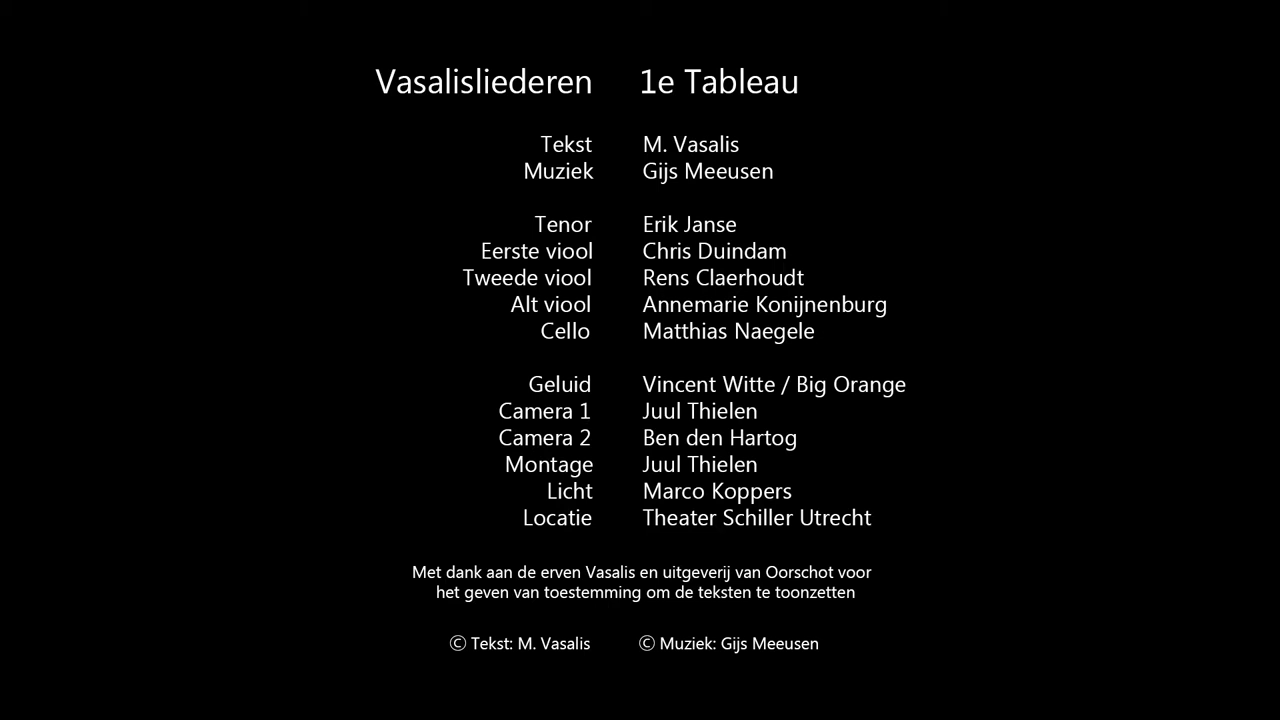 Vasalisliederen 1e Tableau
Tekst M. Vasalis
Muziek Gijs Meeusen
Tenor Erik Janse
Eerste viool Chris Duindam
Tweede viool Rens Claerhoudt
Alt viool Annemarie Konijnenburg
Cello Matthias Naegele
Geluid Vincent Witte / Big Orange
Camera 1 Juul Thielen
Camera 2 Ben den Hartog
Montage Juul Thielen
Licht Marco Koppers
Locatie Theater Schiller Utrecht
Met dank aan de erven Vasalis en uitgeverij van Oorschot voor
het geven van toestemming om de teksten te toonzetten
© Tekst: M. Vasalis © Muziek: Gijs Meeusen